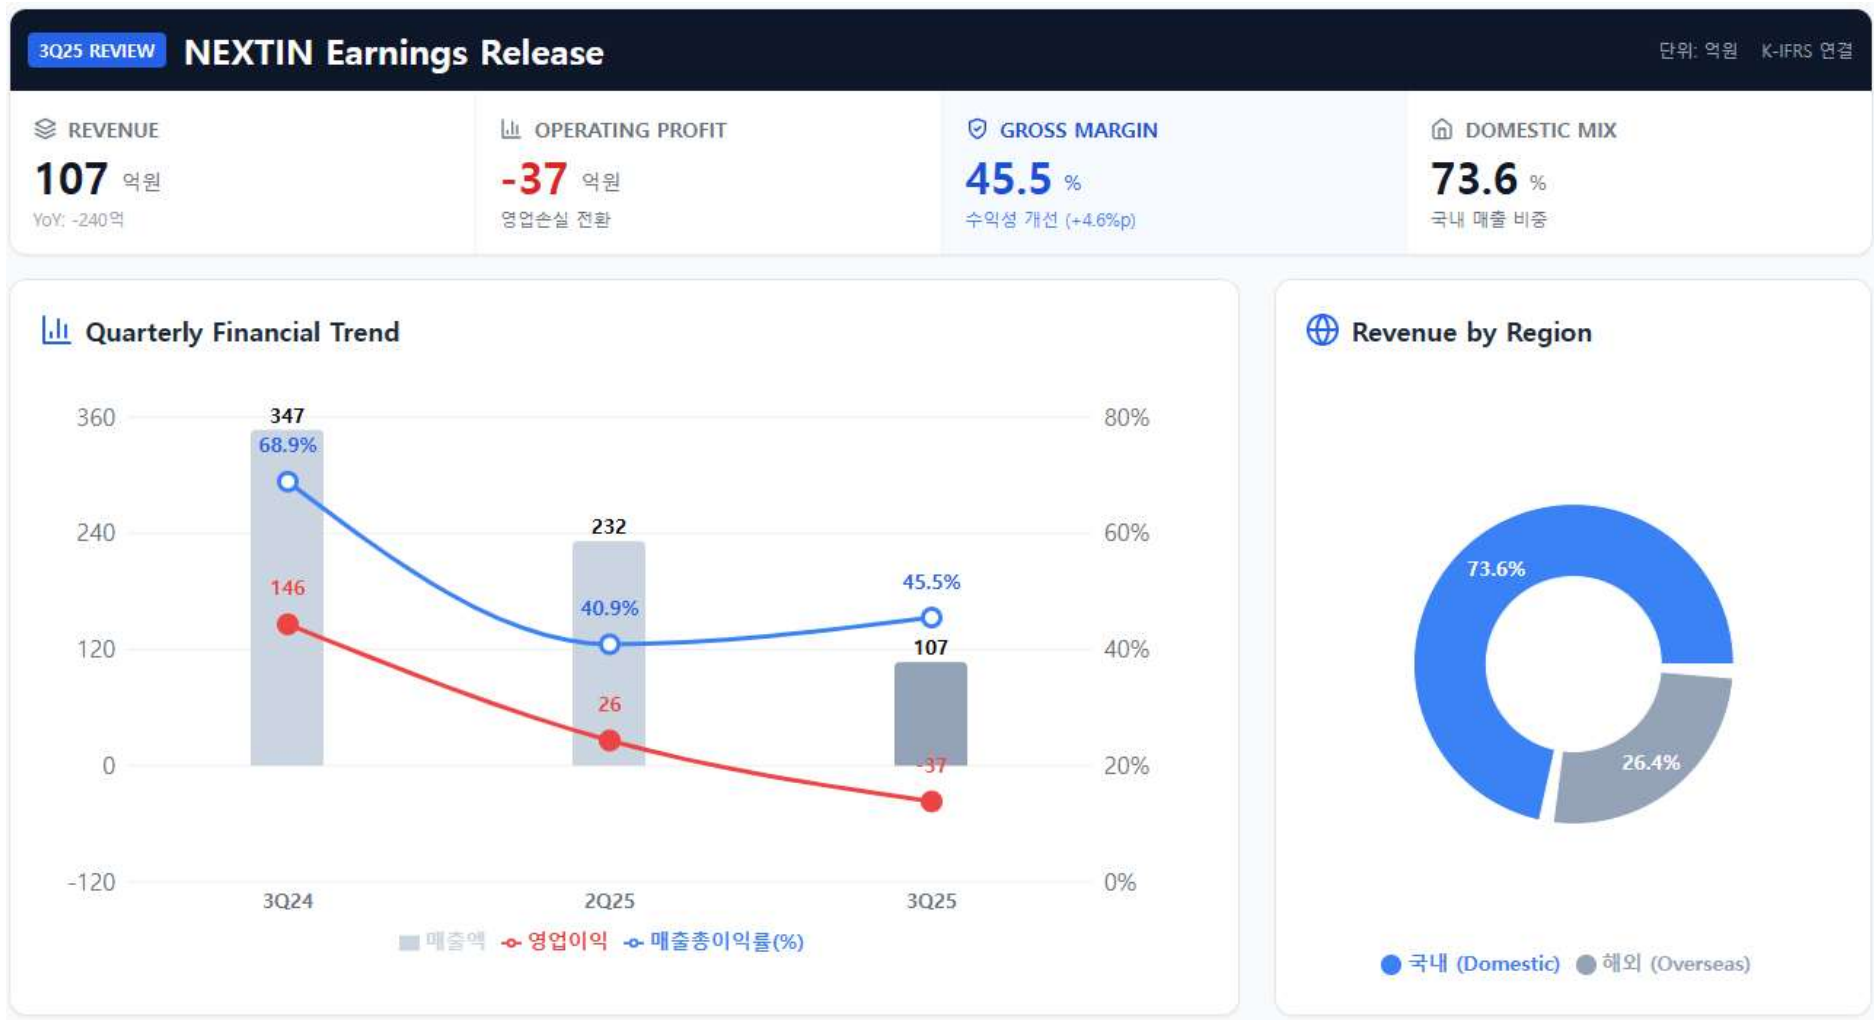 3Q25 REVIEW NEXTIN Earnings Release 단위: 억원 K-IFRS 연결
REVENUE
107 억원
YoY: -240억
OPERATING PROFIT
-37 억원
영업손실 전환
GROSS MARGIN
45.5 %
수익성 개선 (+4.6%p)
DOMESTIC MIX
73.6 %
국내 매출 비중
Quarterly Financial Trend
360
240
120
0
-120
347
68.9%
146
232
40.9%
26
45.5%
107
-37
80%
60%
40%
20%
0%
3Q24 2Q25 3Q25
매출액 영업이익 매출총이익률(%)
Revenue by Region
73.6%
26.4%
국내 (Domestic) 해외 (Overseas)